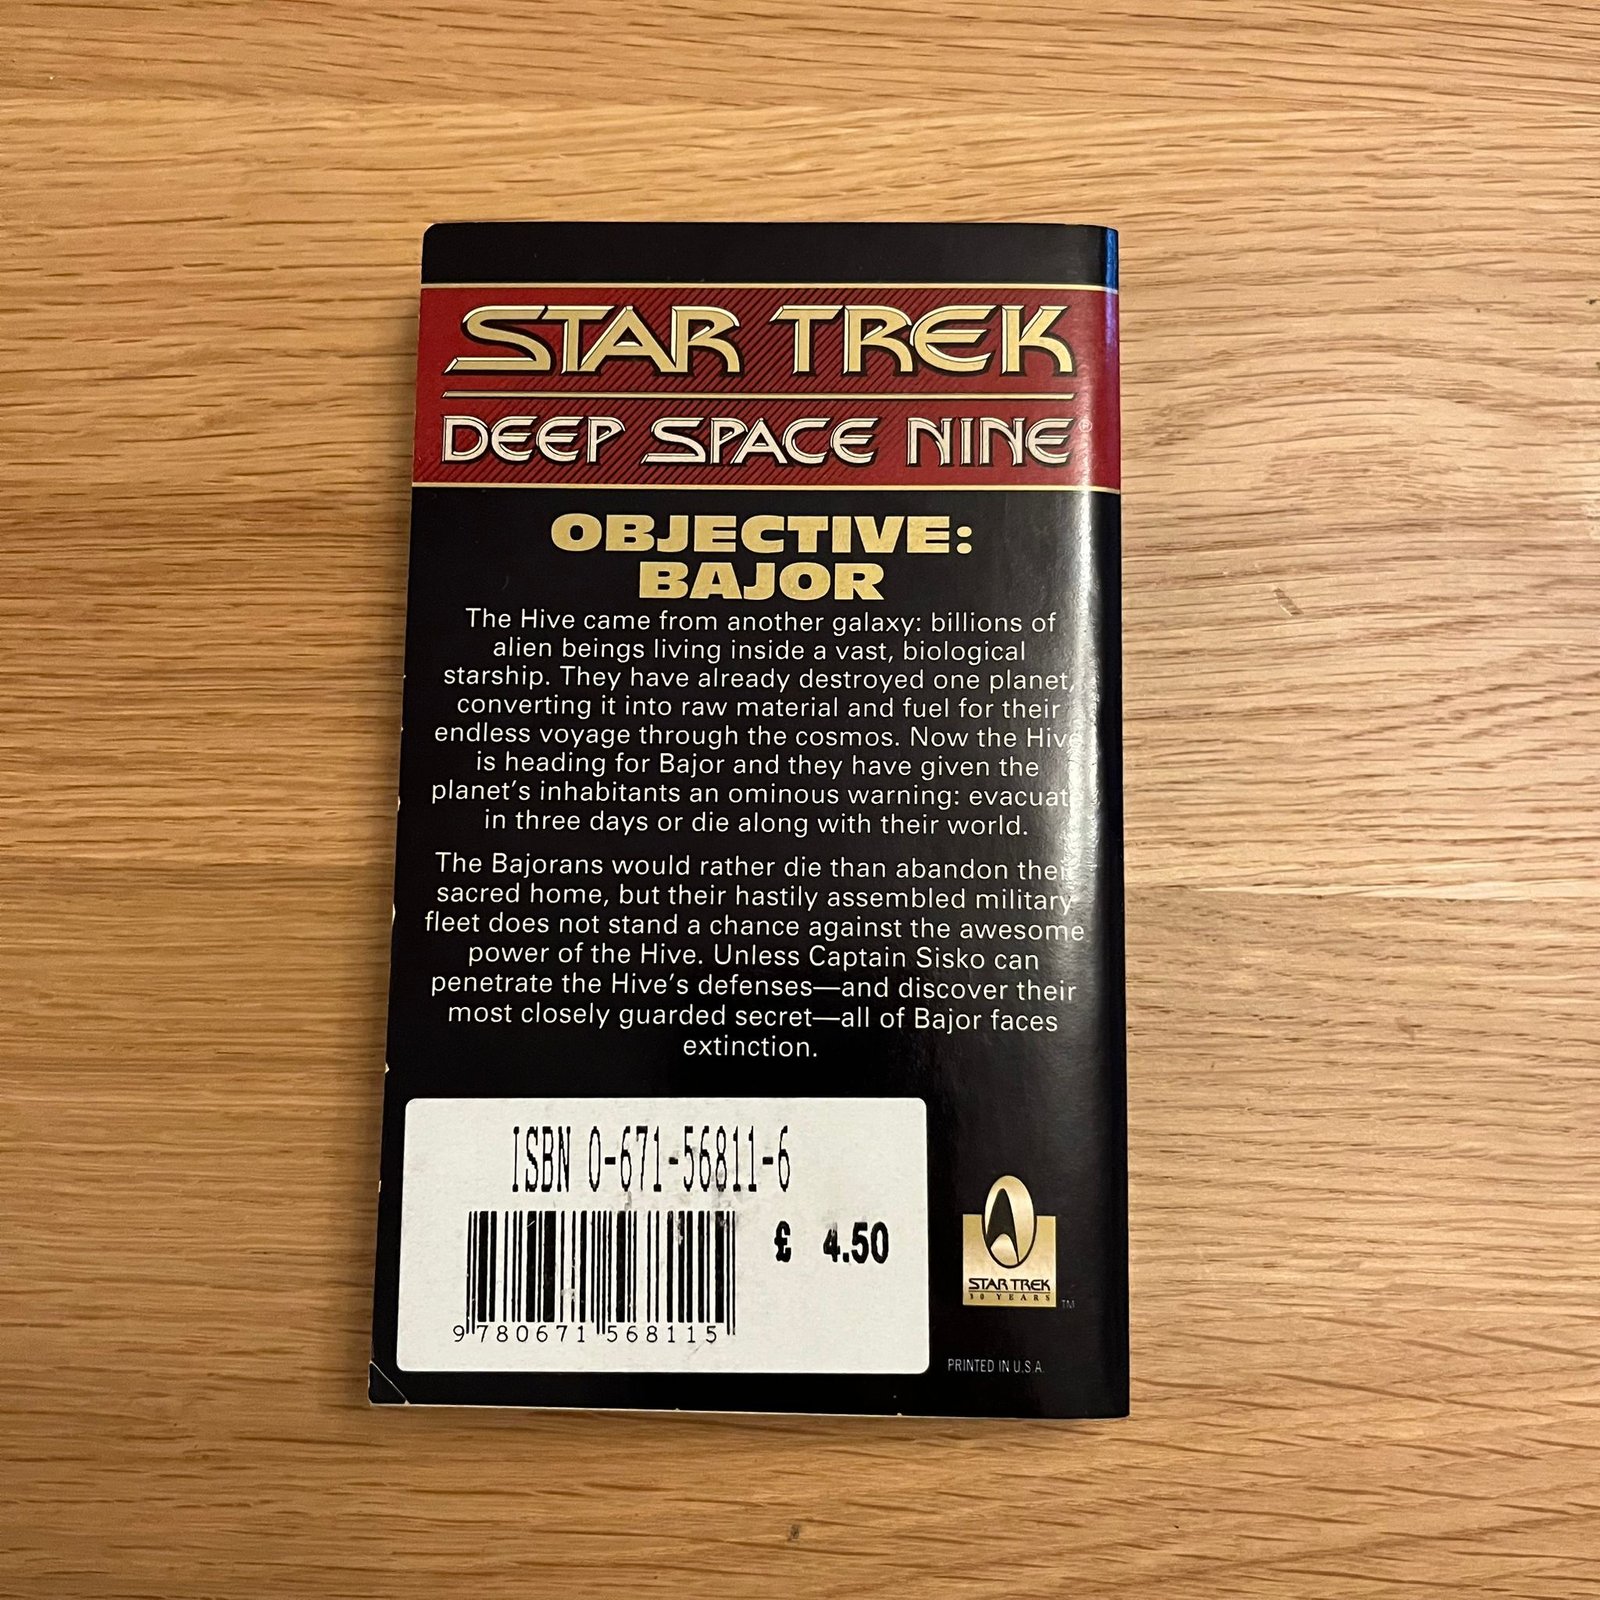 STAR TREK
DEEP SPACE NINE®
OBJECTIVE:
BAJOR
The Hive came from another galaxy: billions of
alien beings living inside a vast, biological
starship. They have already destroyed one planet,
converting it into raw material and fuel for their
endless voyage through the cosmos. Now the Hive
is heading for Bajor and they have given the
planet's inhabitants an ominous warning: evacuate
in three days or die along with their world.
The Bajorans would rather die than abandon their
sacred home, but their hastily assembled military
fleet does not stand a chance against the awesome
power of the Hive. Unless Captain Sisko can
penetrate the Hive's defenses—and discover their
most closely guarded secret—all of Bajor faces
extinction.
ISBN 0-671-56811-6
£ 4.50
9 780671 568115
STAR TREK
30 YEARS
TM
PRINTED IN U.S.A.